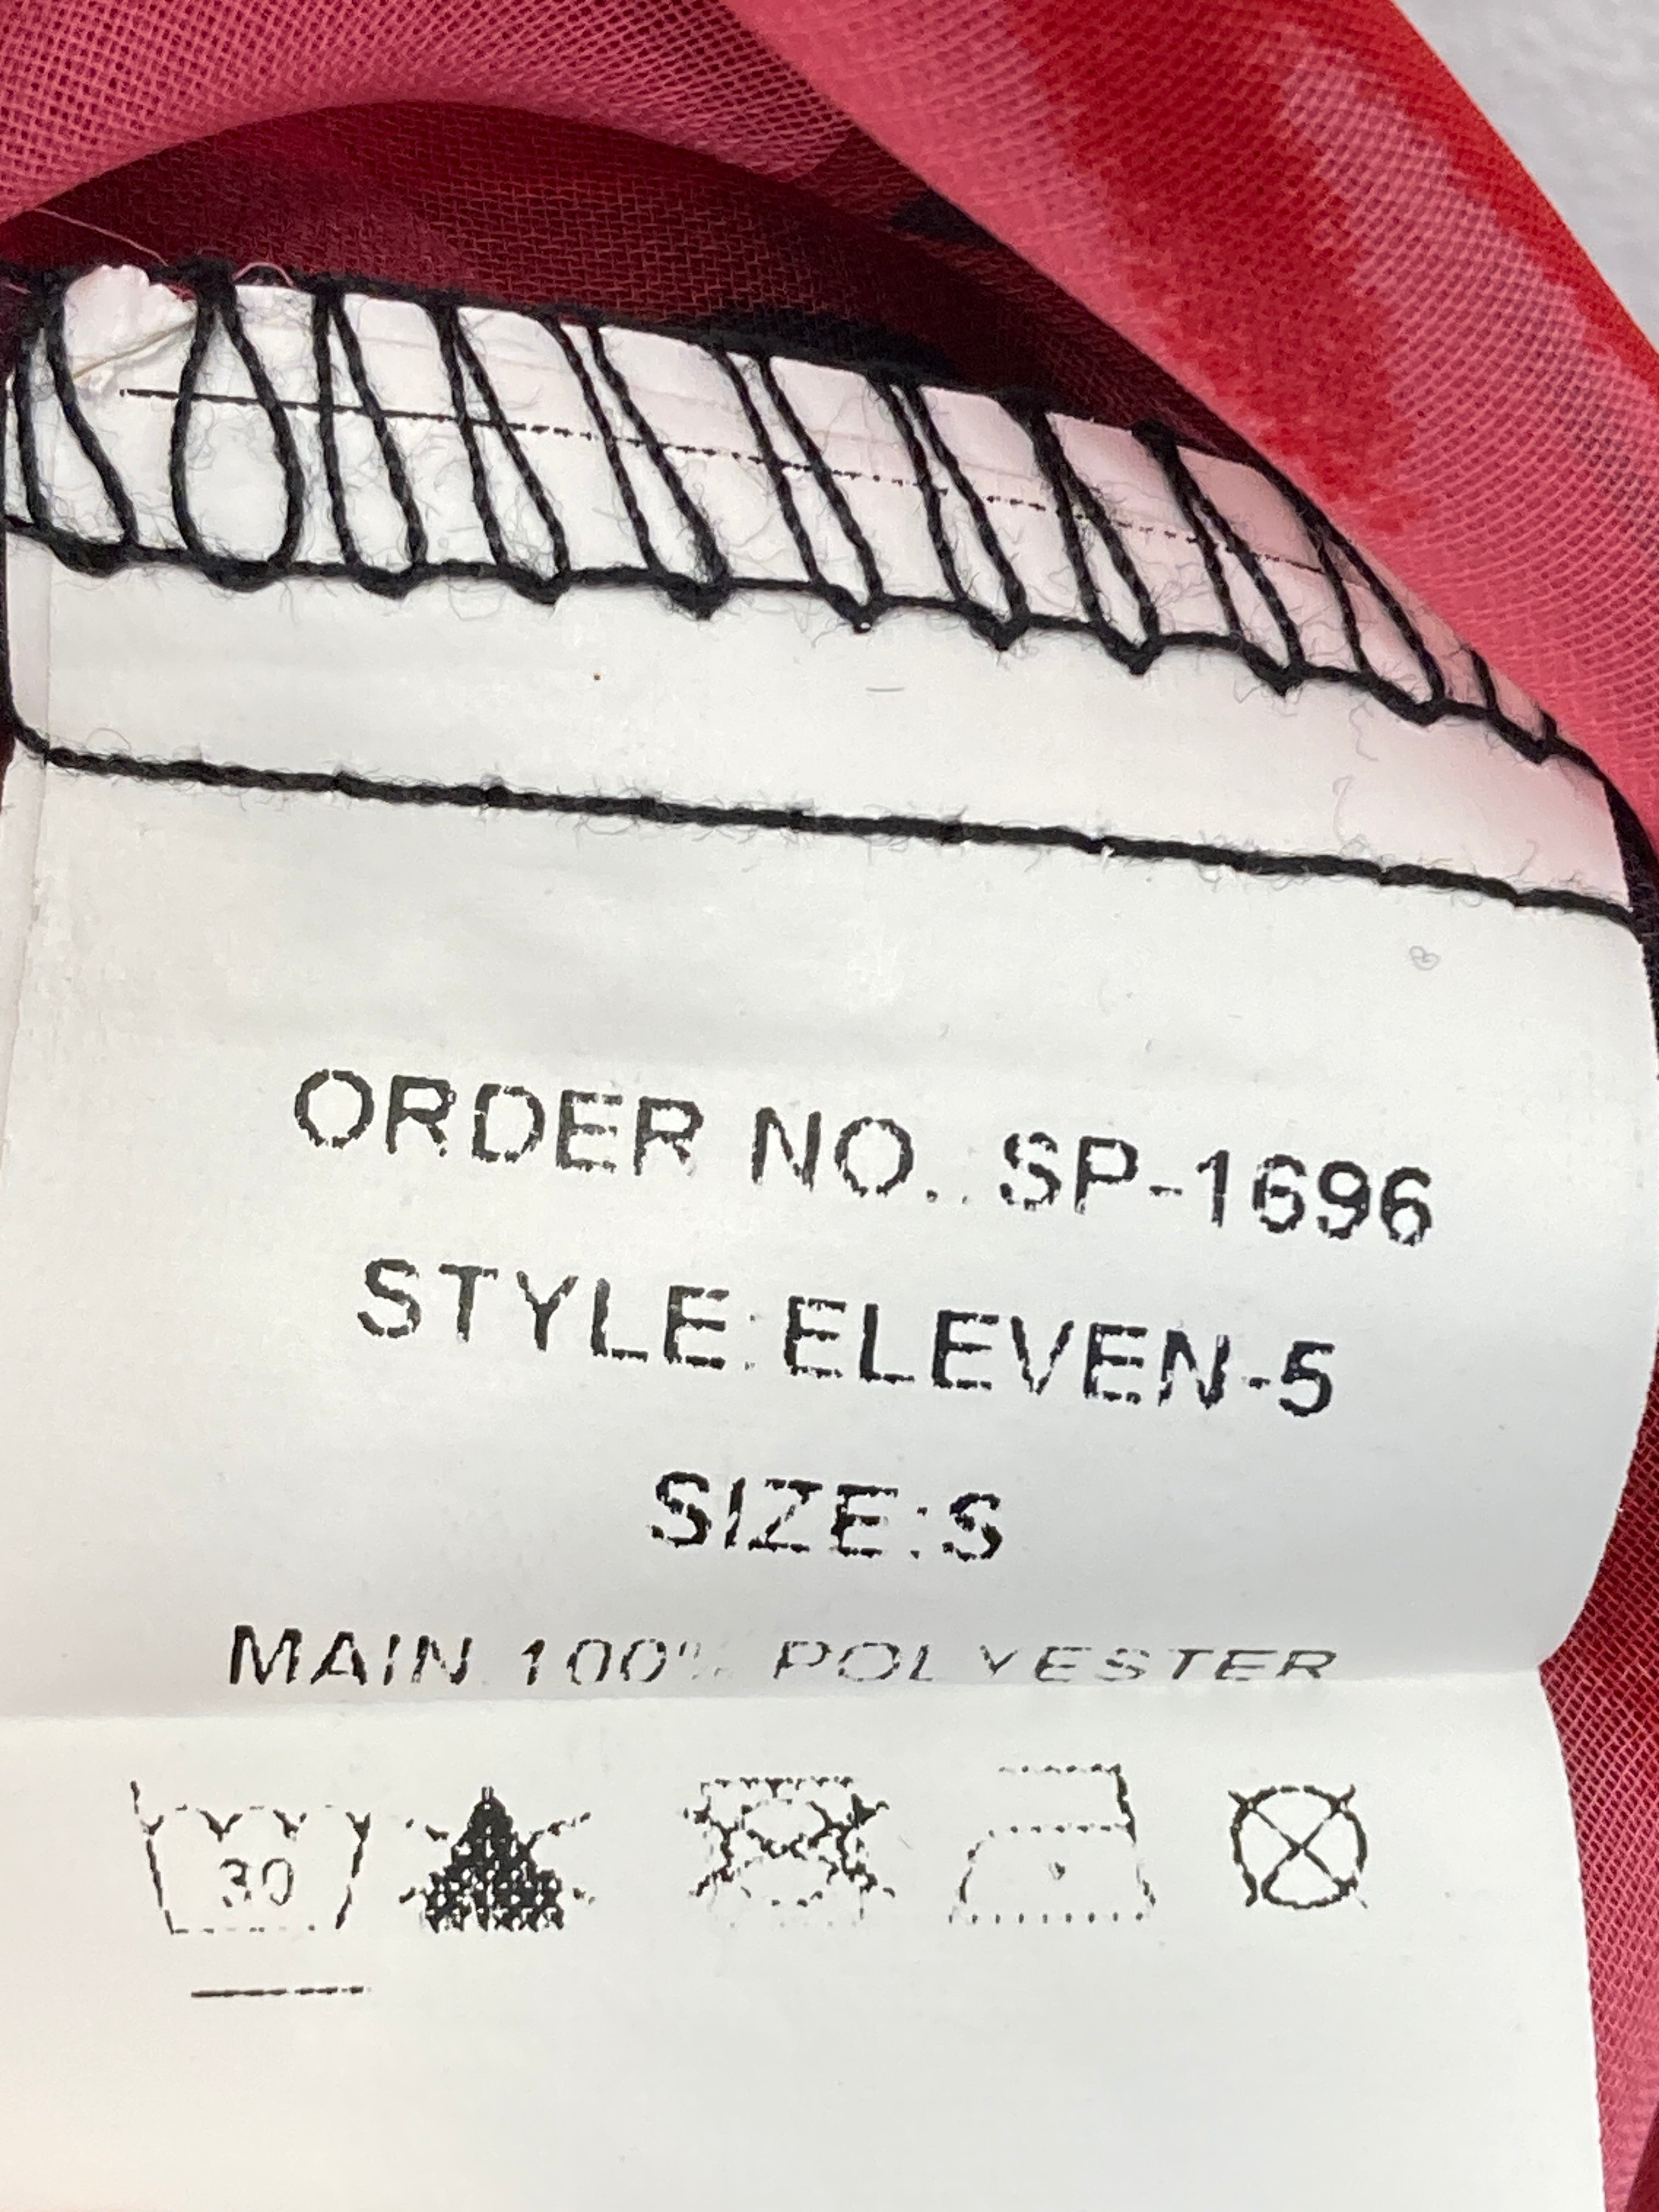 ORDER NO.: SP-1696
STYLE:ELEVEN-5
SIZE:S
MAIN 100% POLYESTER
30